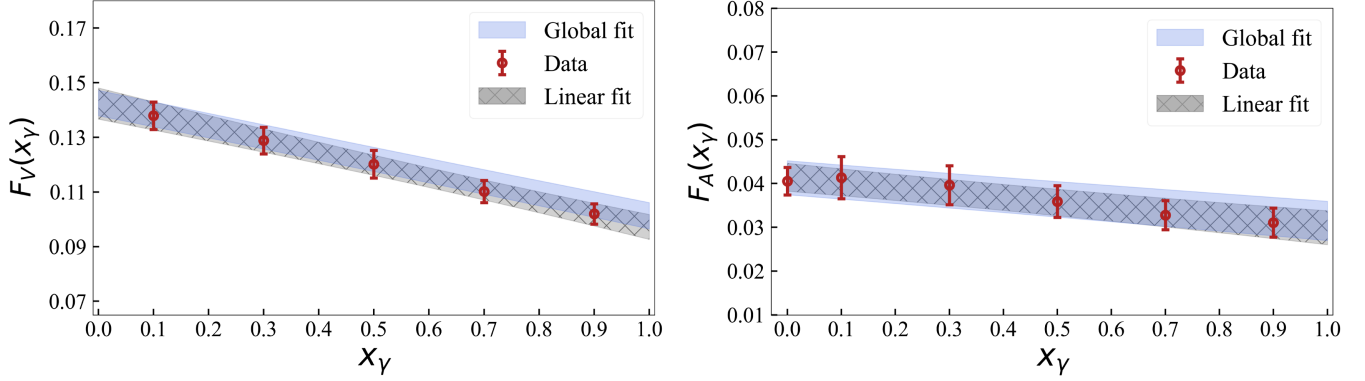 0.17
0.15
0.13
0.11
0.09
0.07
F_V(x_γ)
Global fit
Data
Linear fit
0.0 0.1 0.2 0.3 0.4 0.5 0.6 0.7 0.8 0.9 1.0
x_γ
0.08
0.07
0.06
0.05
0.04
0.03
0.02
0.01
F_A(x_γ)
Global fit
Data
Linear fit
0.0 0.1 0.2 0.3 0.4 0.5 0.6 0.7 0.8 0.9 1.0
x_γ